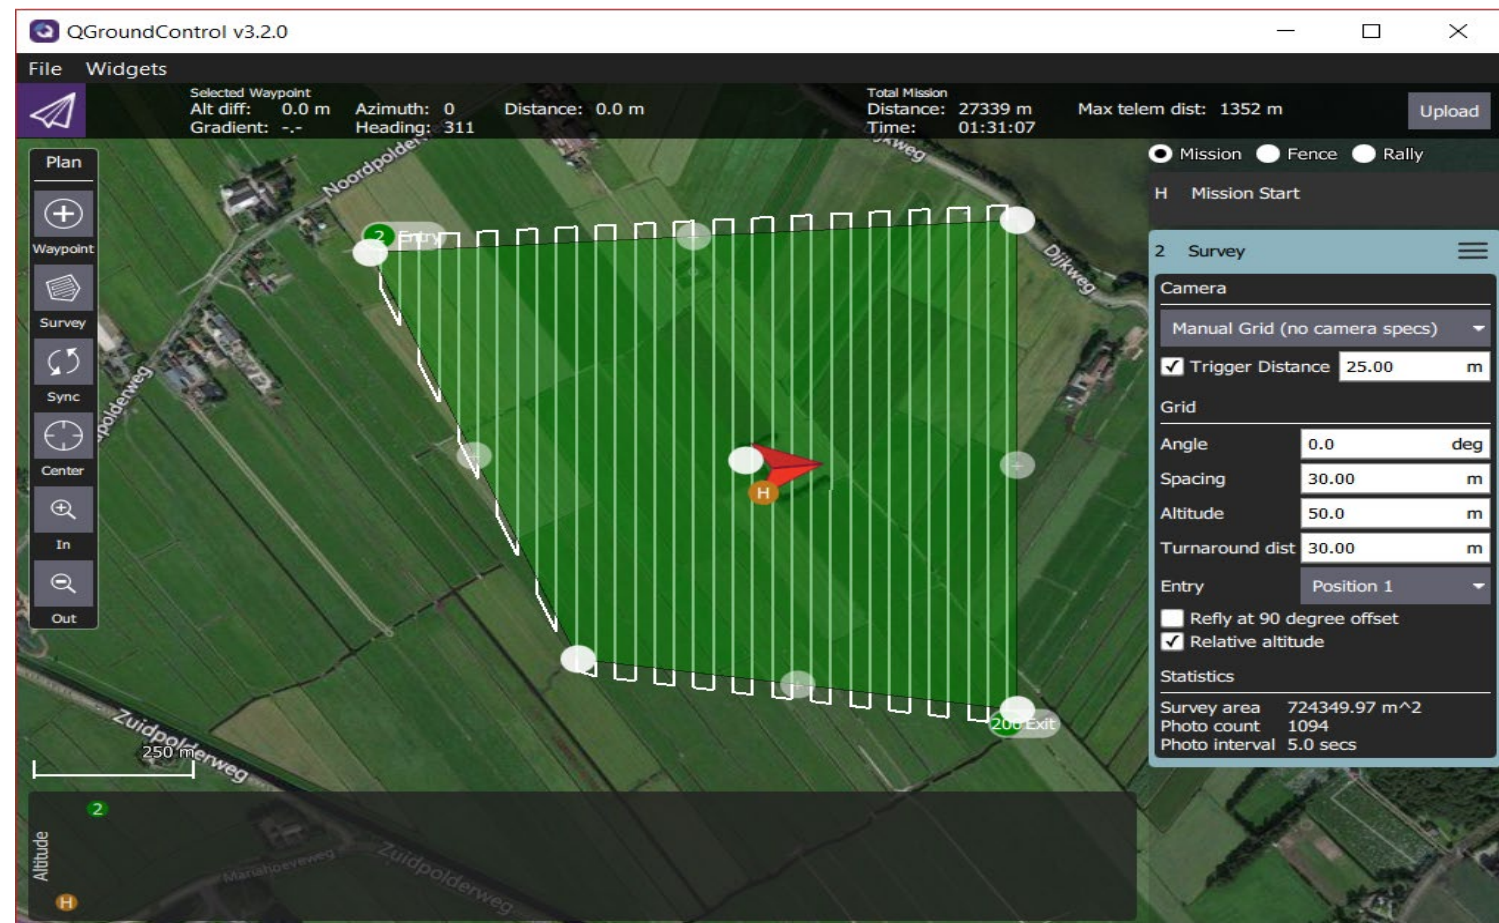 QGroundControl v3.2.0
File Widgets
Selected Waypoint
Alt diff: 0.0 m Azimuth: 0 Distance: 0.0 m
Gradient: -.- Heading: 311
Total Mission
Distance: 27339 m Max telem dist: 1352 m
Time: 01:31:07
Upload
Plan
Waypoint
Survey
Sync
Center
In
Out
Mission Fence Rally
H Mission Start
2 Survey
Camera
Manual Grid (no camera specs)
Trigger Distance 25.00 m
Grid
Angle 0.0 deg
Spacing 30.00 m
Altitude 50.0 m
Turnaround dist 30.00 m
Entry Position 1
Refly at 90 degree offset
Relative altitude
Statistics
Survey area 724349.97 m^2
Photo count 1094
Photo interval 5.0 secs
Dijkweg
2 Entry
H
200 Exit
Zuidpolderweg
250 m
2
Altitude
H
Mariahoeveweg
Zuidpolderweg